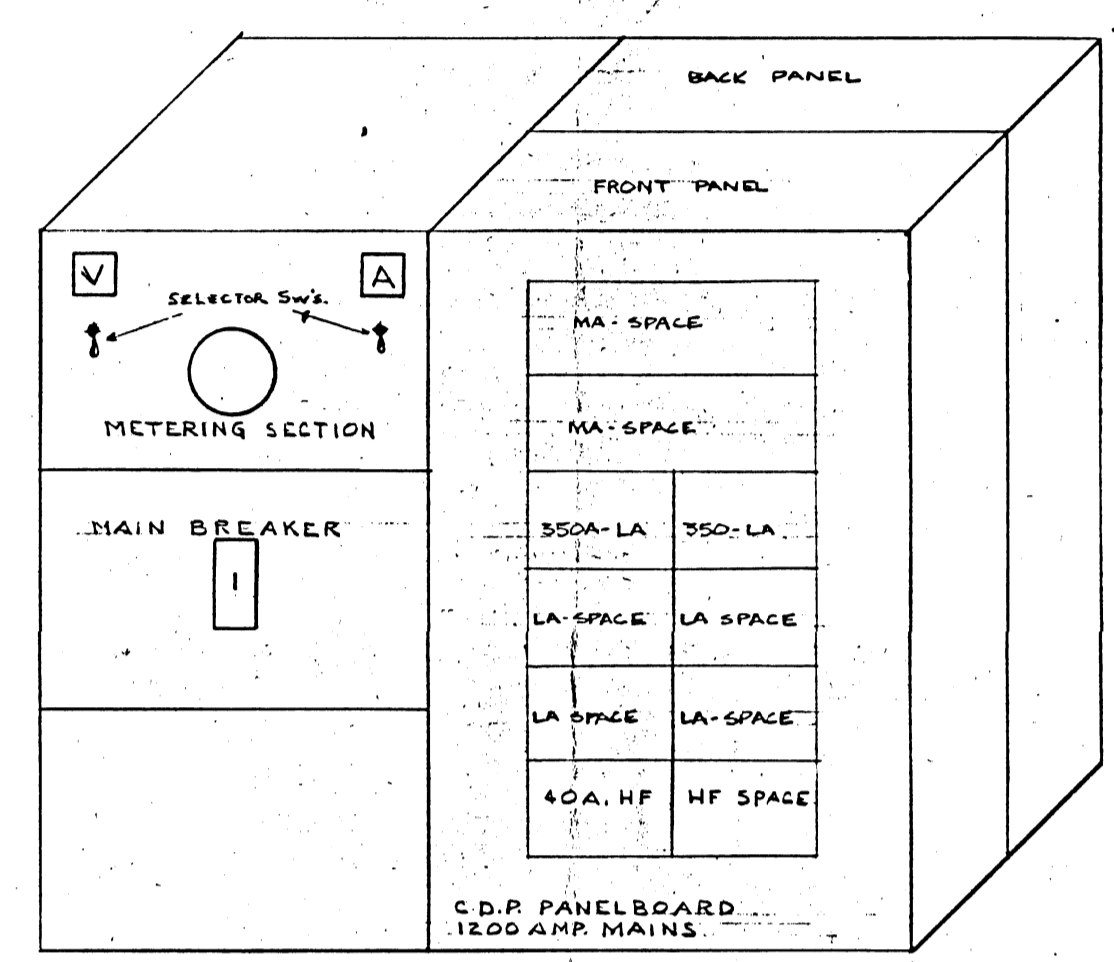 BACK PANEL
FRONT PANEL
V
A
SELECTOR SW'S.
METERING SECTION
MAIN BREAKER
I
MA-SPACE
MA-SPACE
350A-LA 350-LA
LA-SPACE LA SPACE
LA SPACE LA-SPACE
40A. HF HF SPACE
C.D.P. PANELBOARD
1200 AMP. MAINS